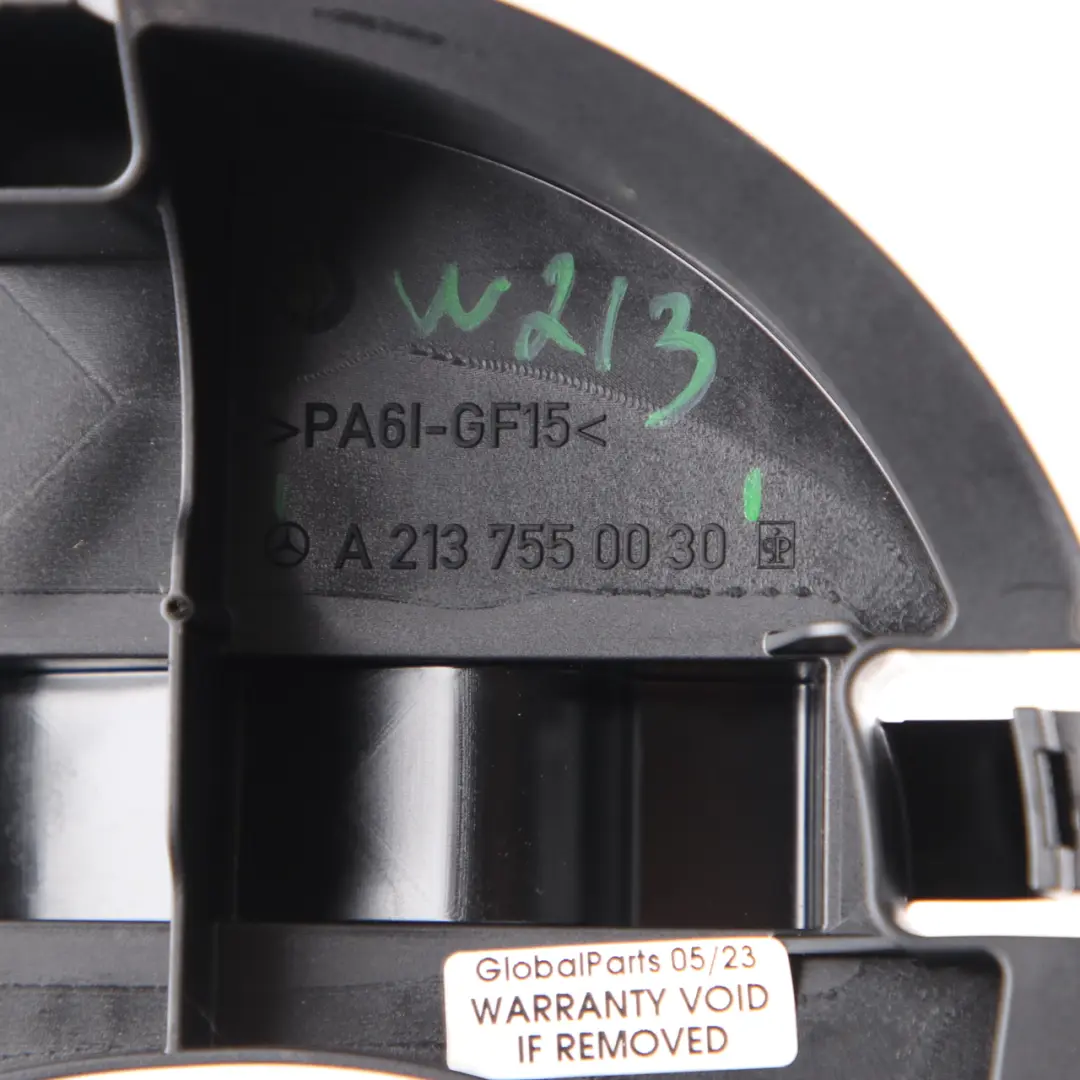 W213
>PA6I-GF15<
A 213 755 00 30
GlobalParts 05/23
WARRANTY VOID
IF REMOVED